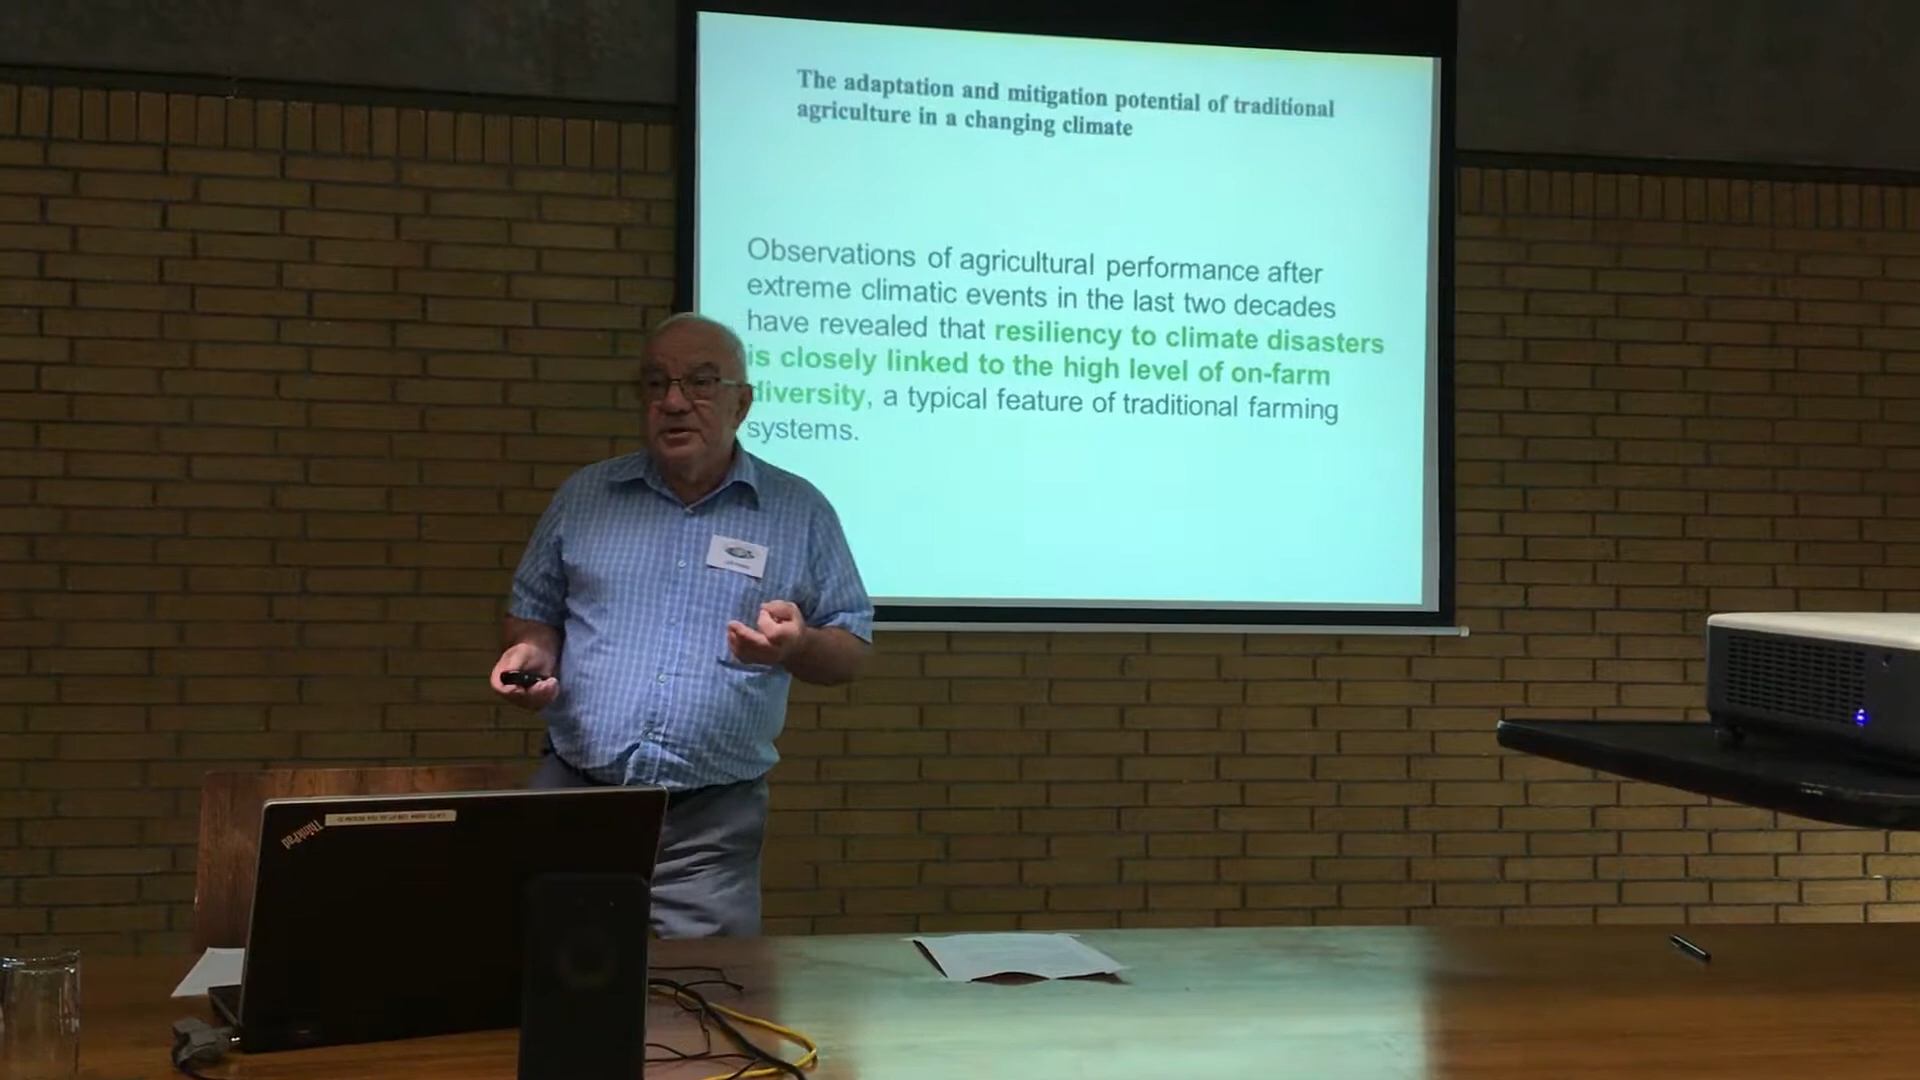 The adaptation and mitigation potential of traditional
agriculture in a changing climate
Observations of agricultural performance after
extreme climatic events in the last two decades
have revealed that resiliency to climate disasters
is closely linked to the high level of on-farm
diversity, a typical feature of traditional farming
systems.
ThinkPad